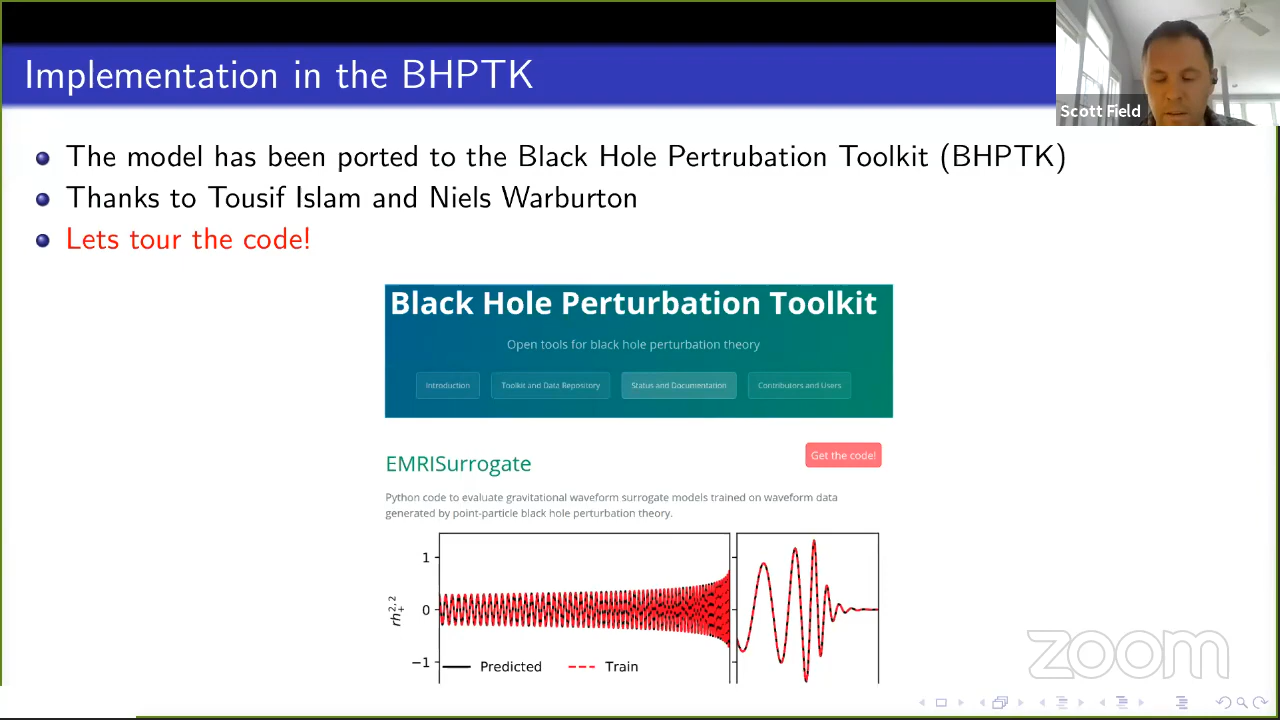 Implementation in the BHPTK
Scott Field
The model has been ported to the Black Hole Pertrubation Toolkit (BHPTK)
Thanks to Tousif Islam and Niels Warburton
Lets tour the code!
Black Hole Perturbation Toolkit
Open tools for black hole perturbation theory
Introduction
Toolkit and Data Repository
Status and Documentation
Contributors and Users
EMRISurrogate
Get the code!
Python code to evaluate gravitational waveform surrogate models trained on waveform data
generated by point-particle black hole perturbation theory.
1
0
−1
rh₊²,²
Predicted
Train
zoom